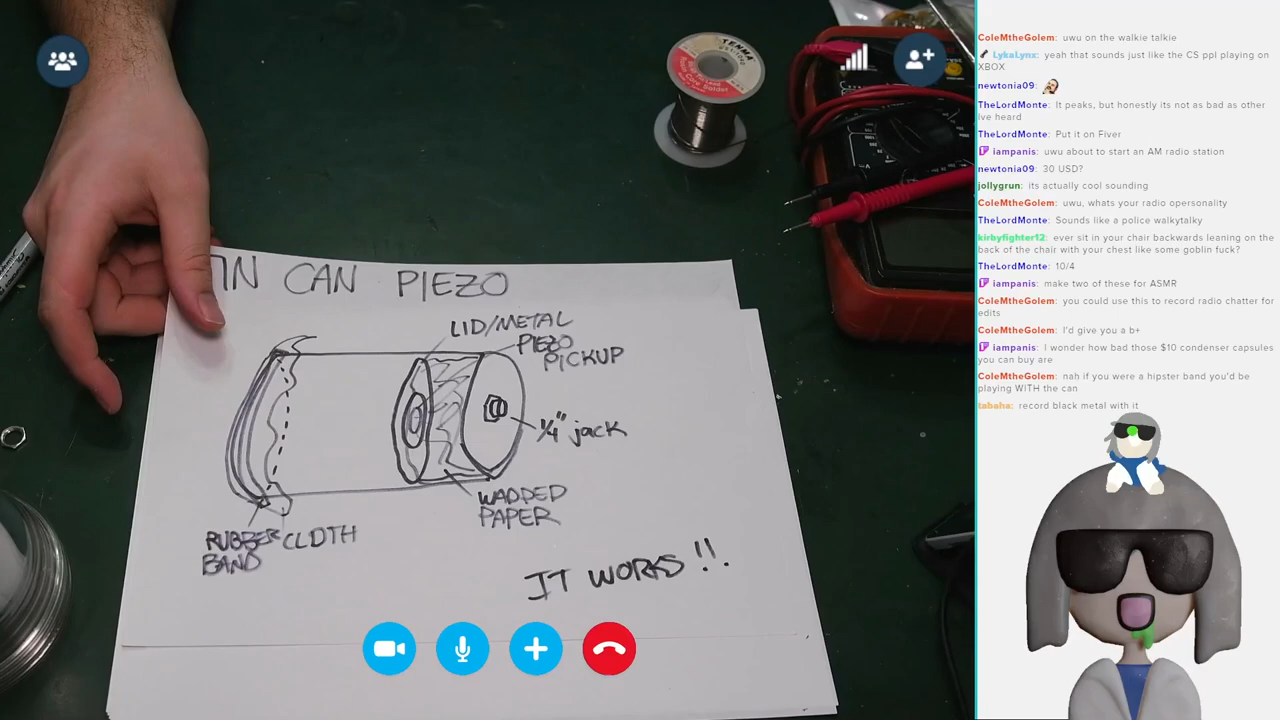 TIN CAN PIEZO
LID/METAL
PIEZO
PICKUP
1/4" jack
WADDED
PAPER
RUBBER
BAND
CLOTH
IT WORKS!!
TENMA
ColeMtheGolem: uwu on the walkie talkie
LykaLynx: yeah that sounds just like the CS ppl playing on
XBOX
newtonia09:
TheLordMonte: It peaks, but honestly its not as bad as other
Ive heard
TheLordMonte: Put it on Fiver
iampanis: uwu about to start an AM radio station
newtonia09: 30 USD?
jollygrun: its actually cool sounding
ColeMtheGolem: uwu, whats your radio opersonality
TheLordMonte: Sounds like a police walkytalky
kirbyfighter12: ever sit in your chair backwards leaning on the
back of the chair with your chest like some goblin fuck?
TheLordMonte: 10/4
iampanis: make two of these for ASMR
ColeMtheGolem: you could use this to record radio chatter for
edits
ColeMtheGolem: I'd give you a b+
iampanis: I wonder how bad those $10 condenser capsules
you can buy are
ColeMtheGolem: nah if you were a hipster band you'd be
playing WITH the can
tabaha: record black metal with it